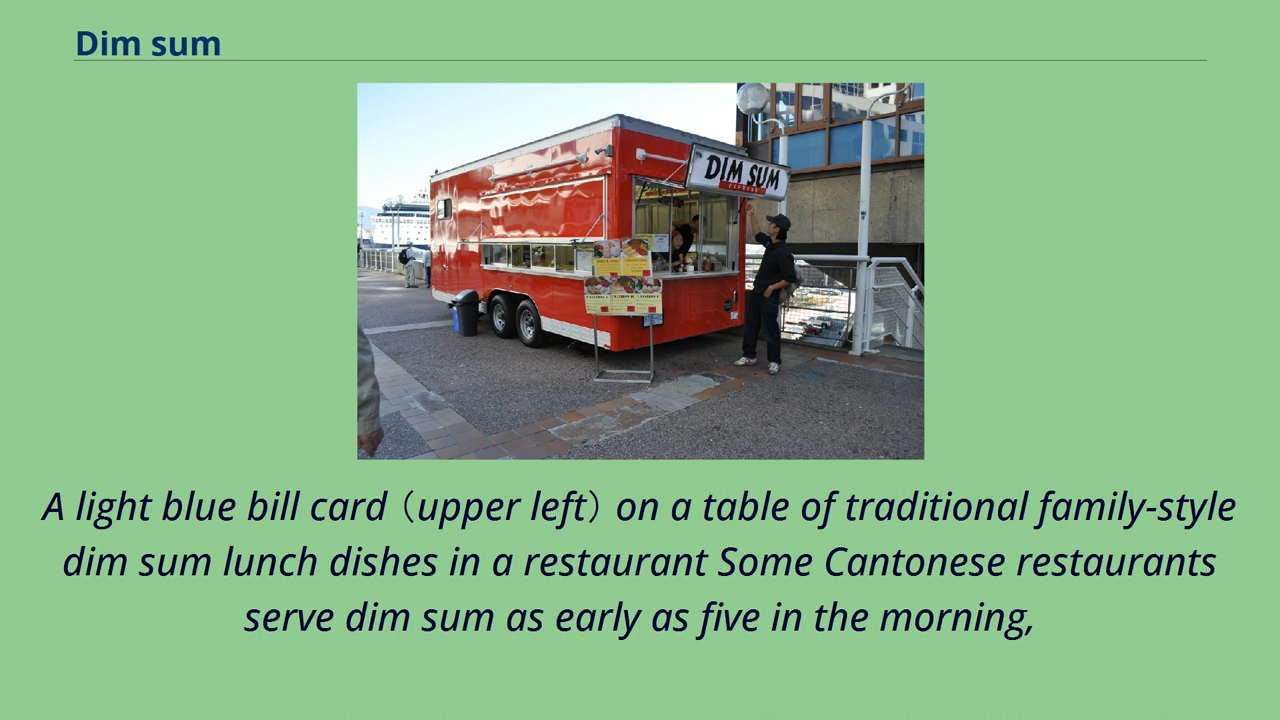 Dim sum
DIM SUM
EXPRESS
A light blue bill card (upper left) on a table of traditional family-style
dim sum lunch dishes in a restaurant Some Cantonese restaurants
serve dim sum as early as five in the morning,